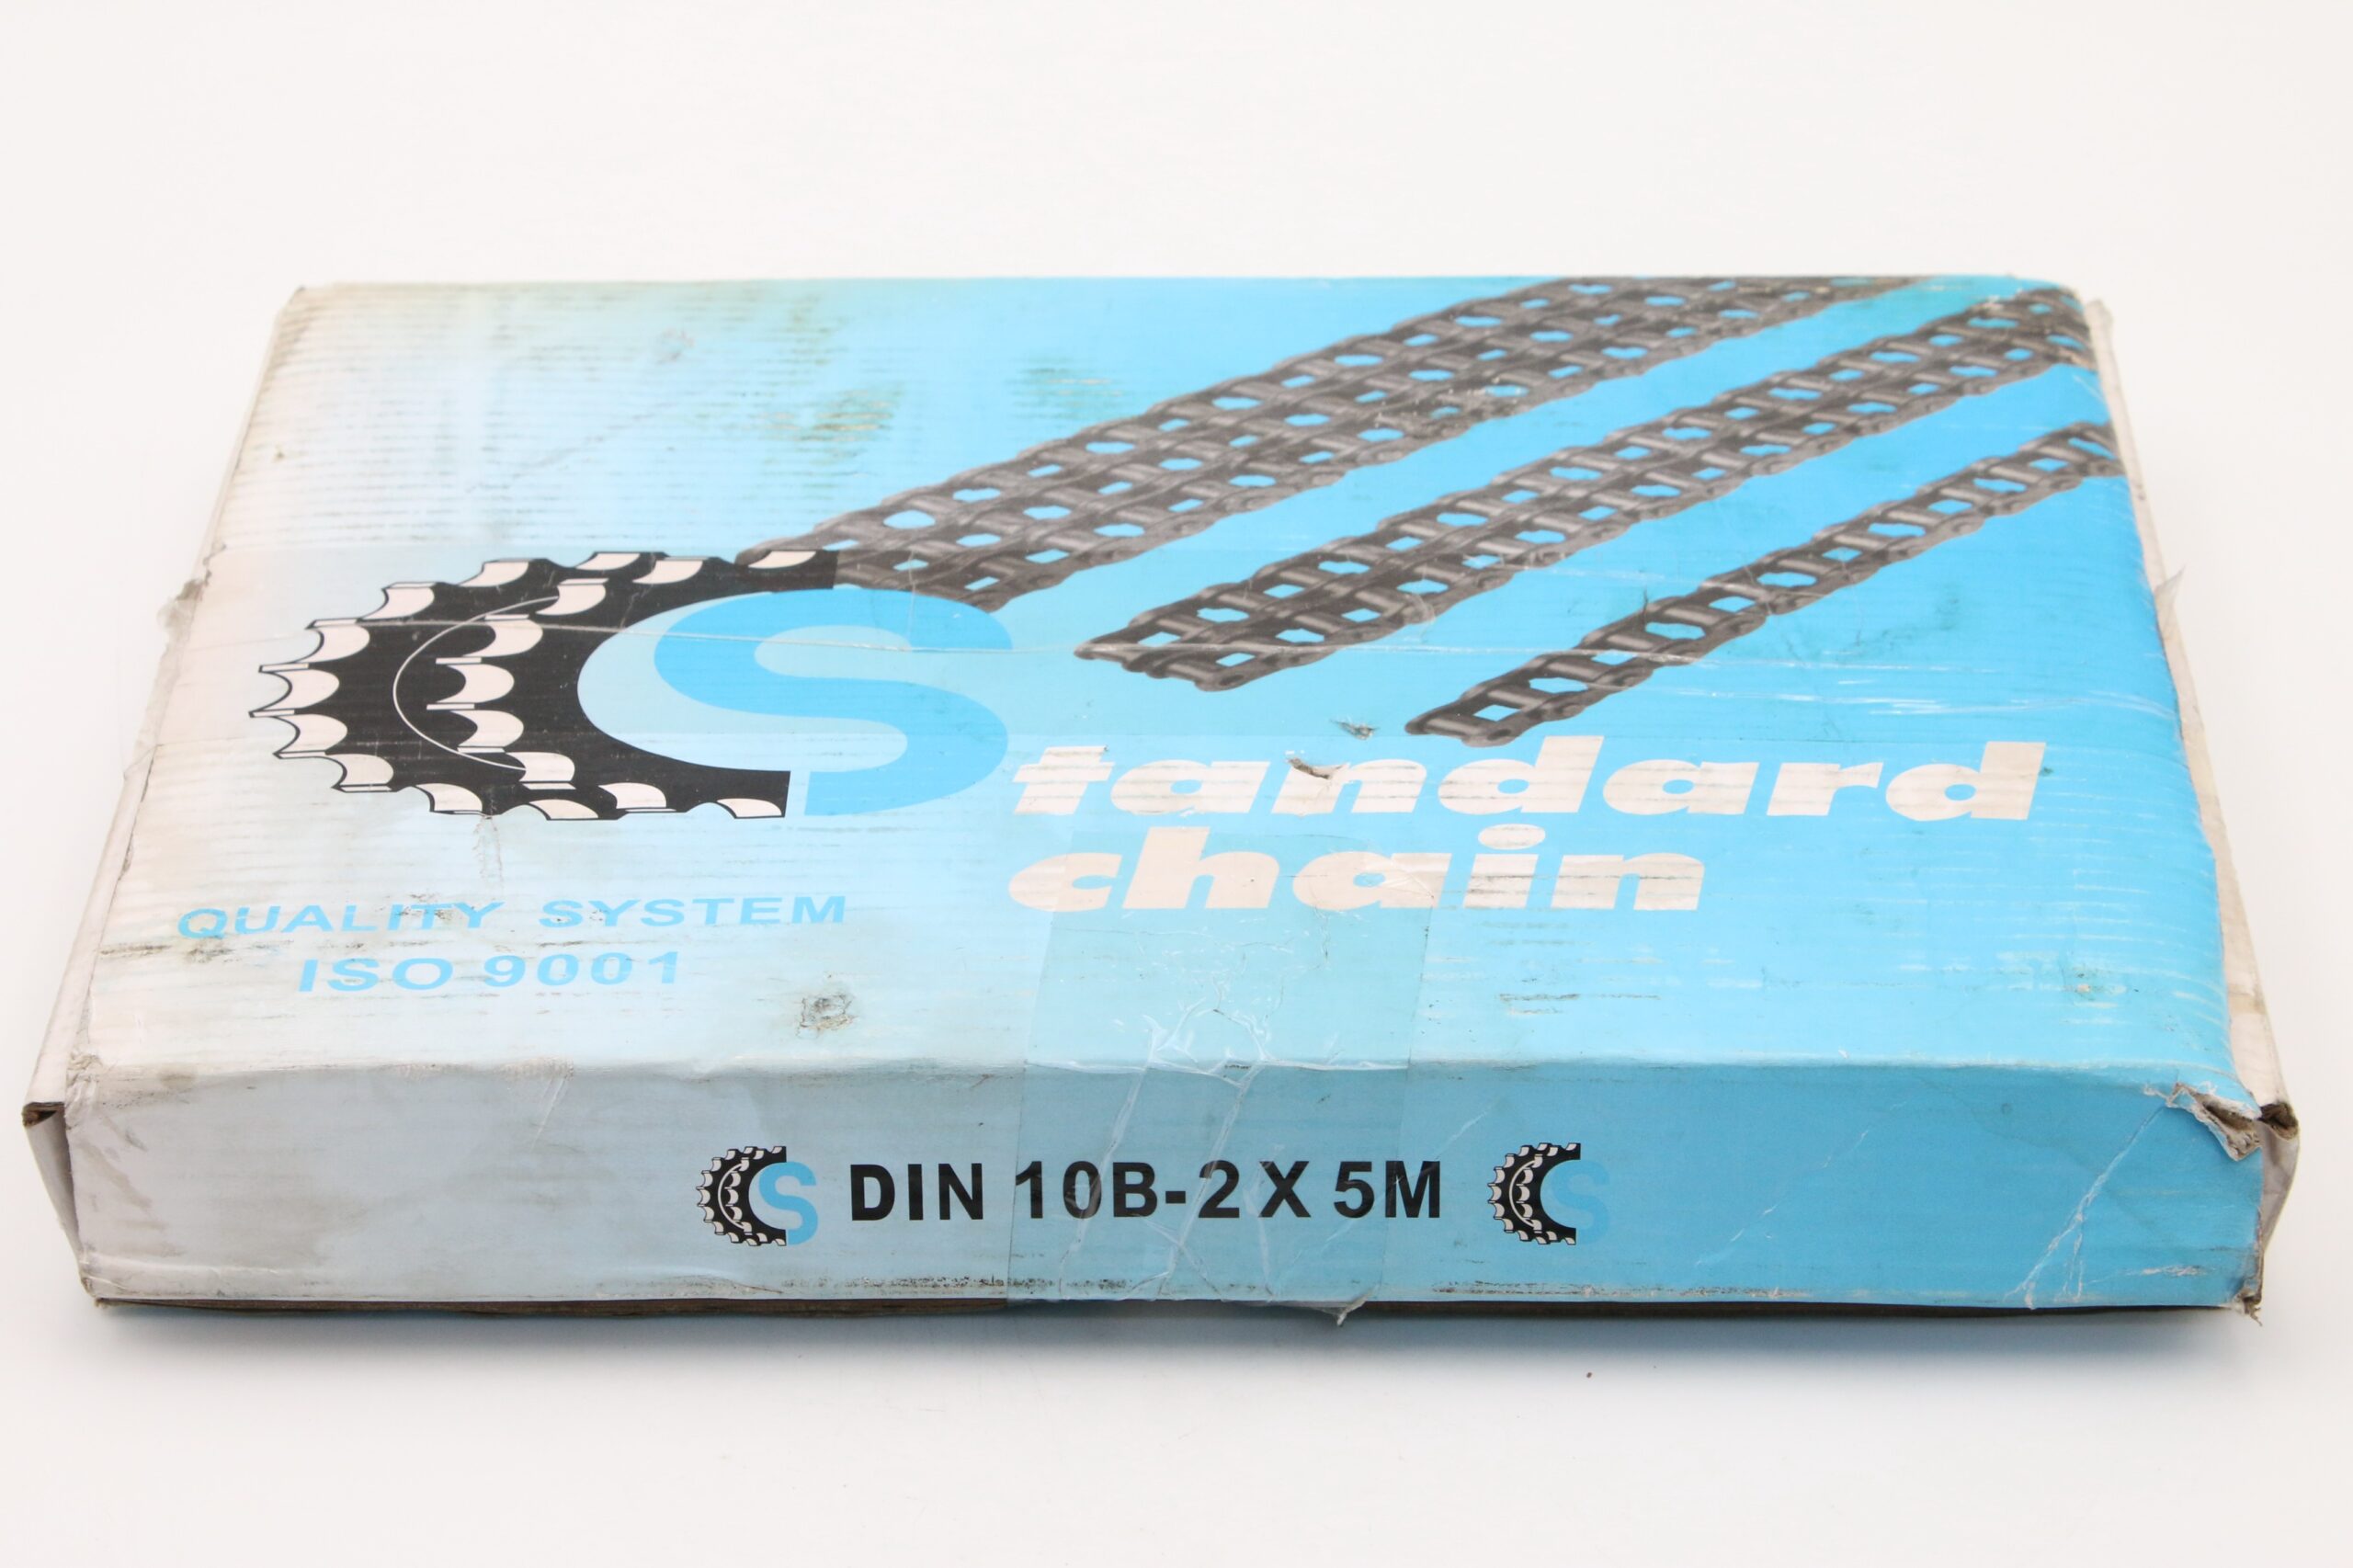 Standard
chain
QUALITY SYSTEM
ISO 9001
S DIN 10B-2 X 5M S